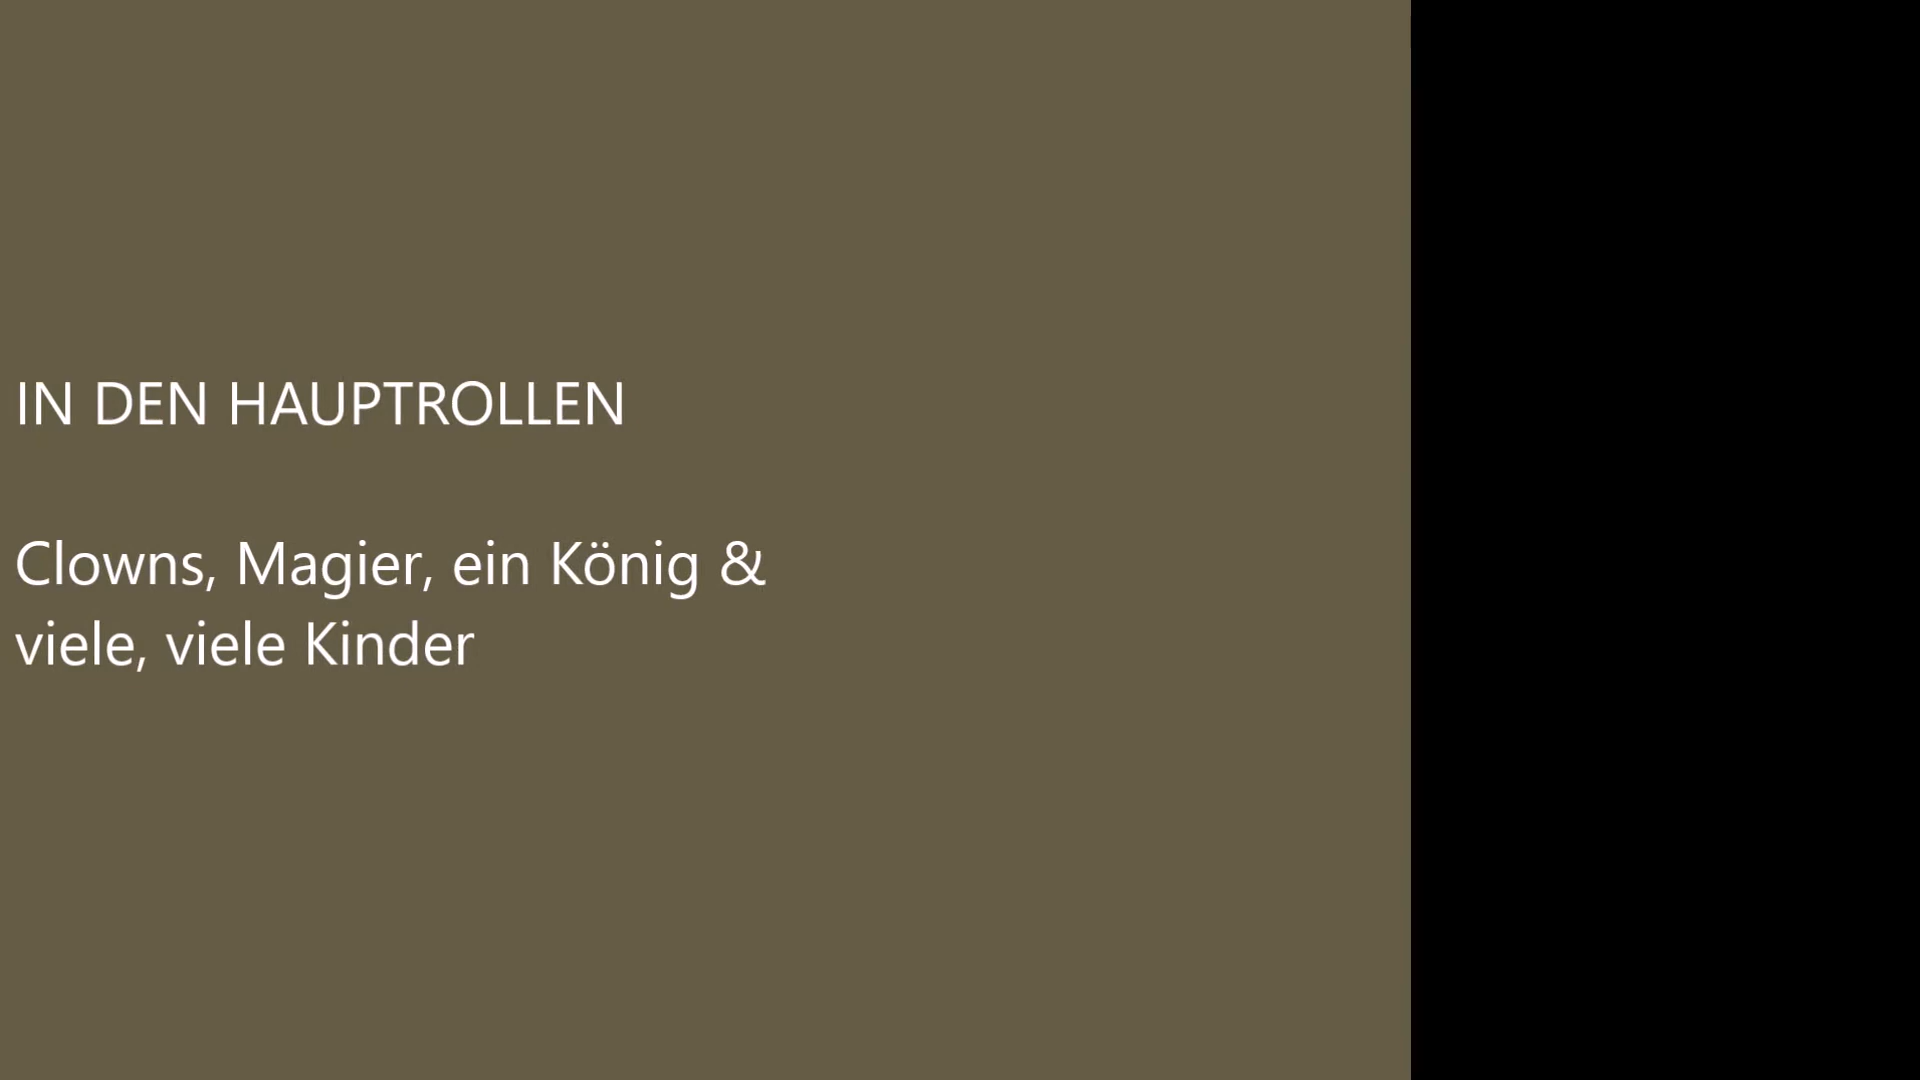 IN DEN HAUPTROLLEN
Clowns, Magier, ein König &
viele, viele Kinder